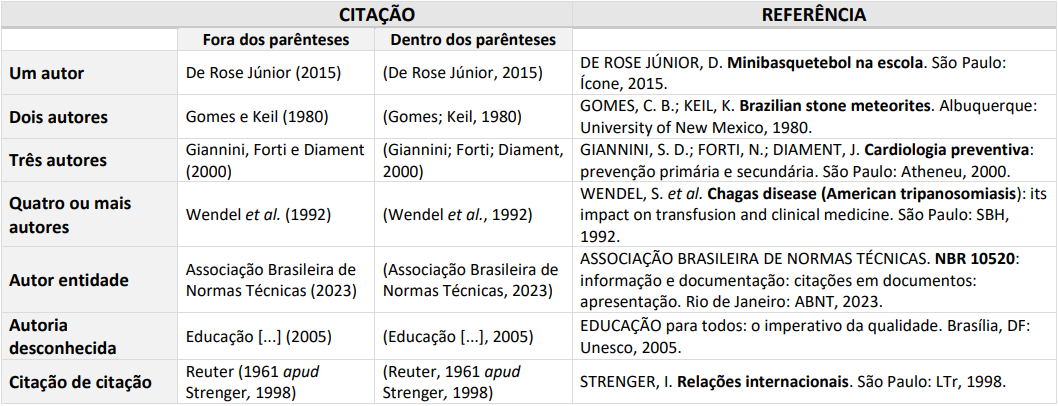 CITAÇÃO REFERÊNCIA
Fora dos parênteses Dentro dos parênteses
Um autor De Rose Júnior (2015) (De Rose Júnior, 2015) DE ROSE JÚNIOR, D. Minibasquetebol na escola. São Paulo:
Ícone, 2015.
Dois autores Gomes e Keil (1980) (Gomes; Keil, 1980) GOMES, C. B.; KEIL, K. Brazilian stone meteorites. Albuquerque:
University of New Mexico, 1980.
Três autores Giannini, Forti e Diament (Giannini; Forti; Diament, GIANNINI, S. D.; FORTI, N.; DIAMENT, J. Cardiologia preventiva:
(2000) 2000) prevenção primária e secundária. São Paulo: Atheneu, 2000.
Quatro ou mais
autores Wendel et al. (1992) (Wendel et al., 1992) WENDEL, S. et al. Chagas disease (American tripanosomiasis): its
impact on transfusion and clinical medicine. São Paulo: SBH,
1992.
Autor entidade Associação Brasileira de (Associação Brasileira de ASSOCIAÇÃO BRASILEIRA DE NORMAS TÉCNICAS. NBR 10520:
Normas Técnicas (2023) Normas Técnicas, 2023) informação e documentação: citações em documentos:
apresentação. Rio de Janeiro: ABNT, 2023.
Autoria
desconhecida Educação [...] (2005) (Educação [...], 2005) EDUCAÇÃO para todos: o imperativo da qualidade. Brasília, DF:
Unesco, 2005.
Citação de citação Reuter (1961 apud (Reuter, 1961 apud STRENGER, I. Relações internacionais. São Paulo: LTr, 1998.
Strenger, 1998) Strenger, 1998)